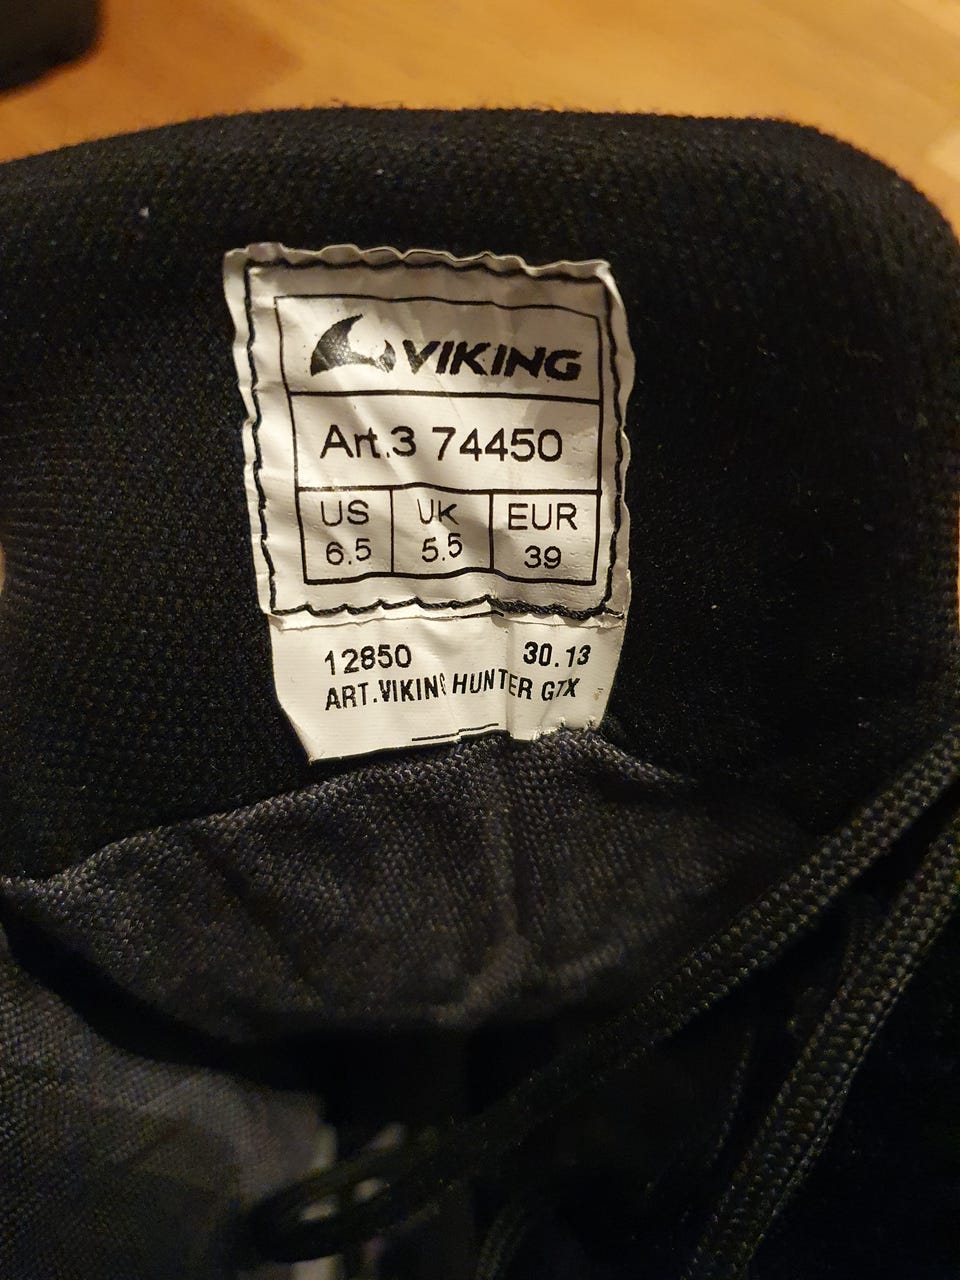 VIKING
Art.3 74450
US UK EUR
6.5 5.5 39
12850 30.13
ART.VIKING HUNTER GTX